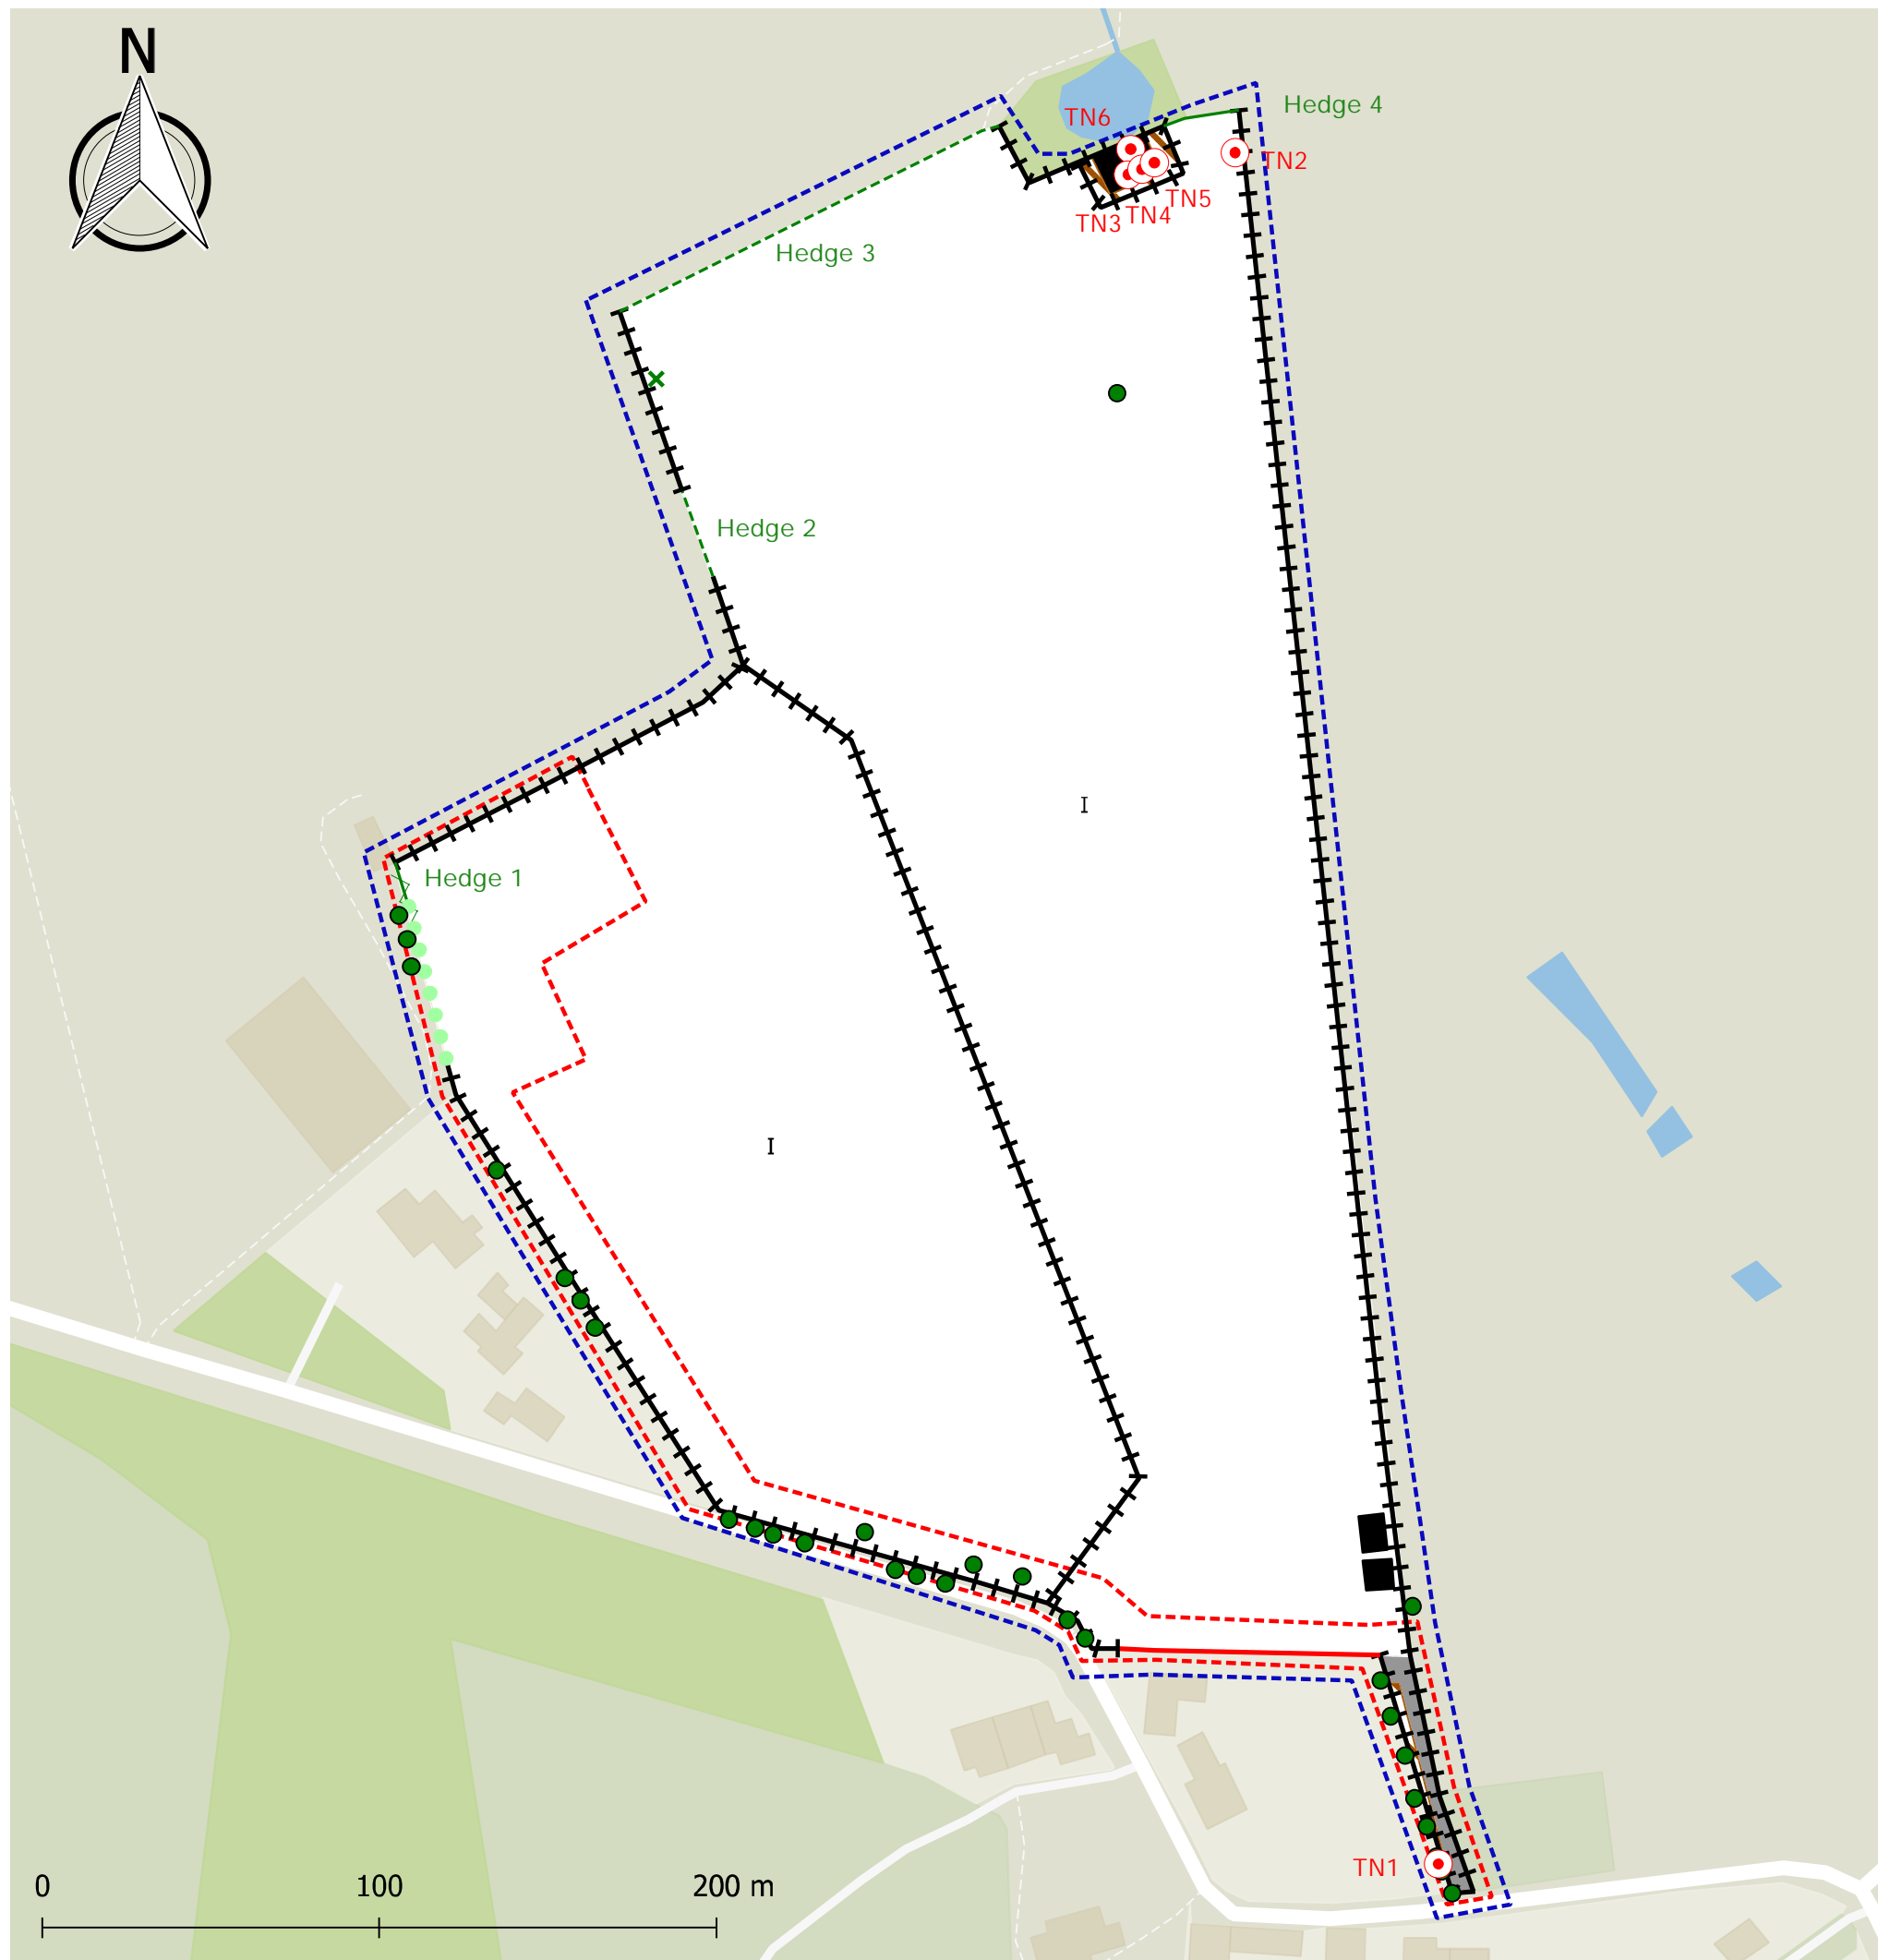 N
Hedge 4
TN6
TN2
TN5
TN4
TN3
Hedge 3
Hedge 2
I
Hedge 1
I
TN1
0 100 200 m